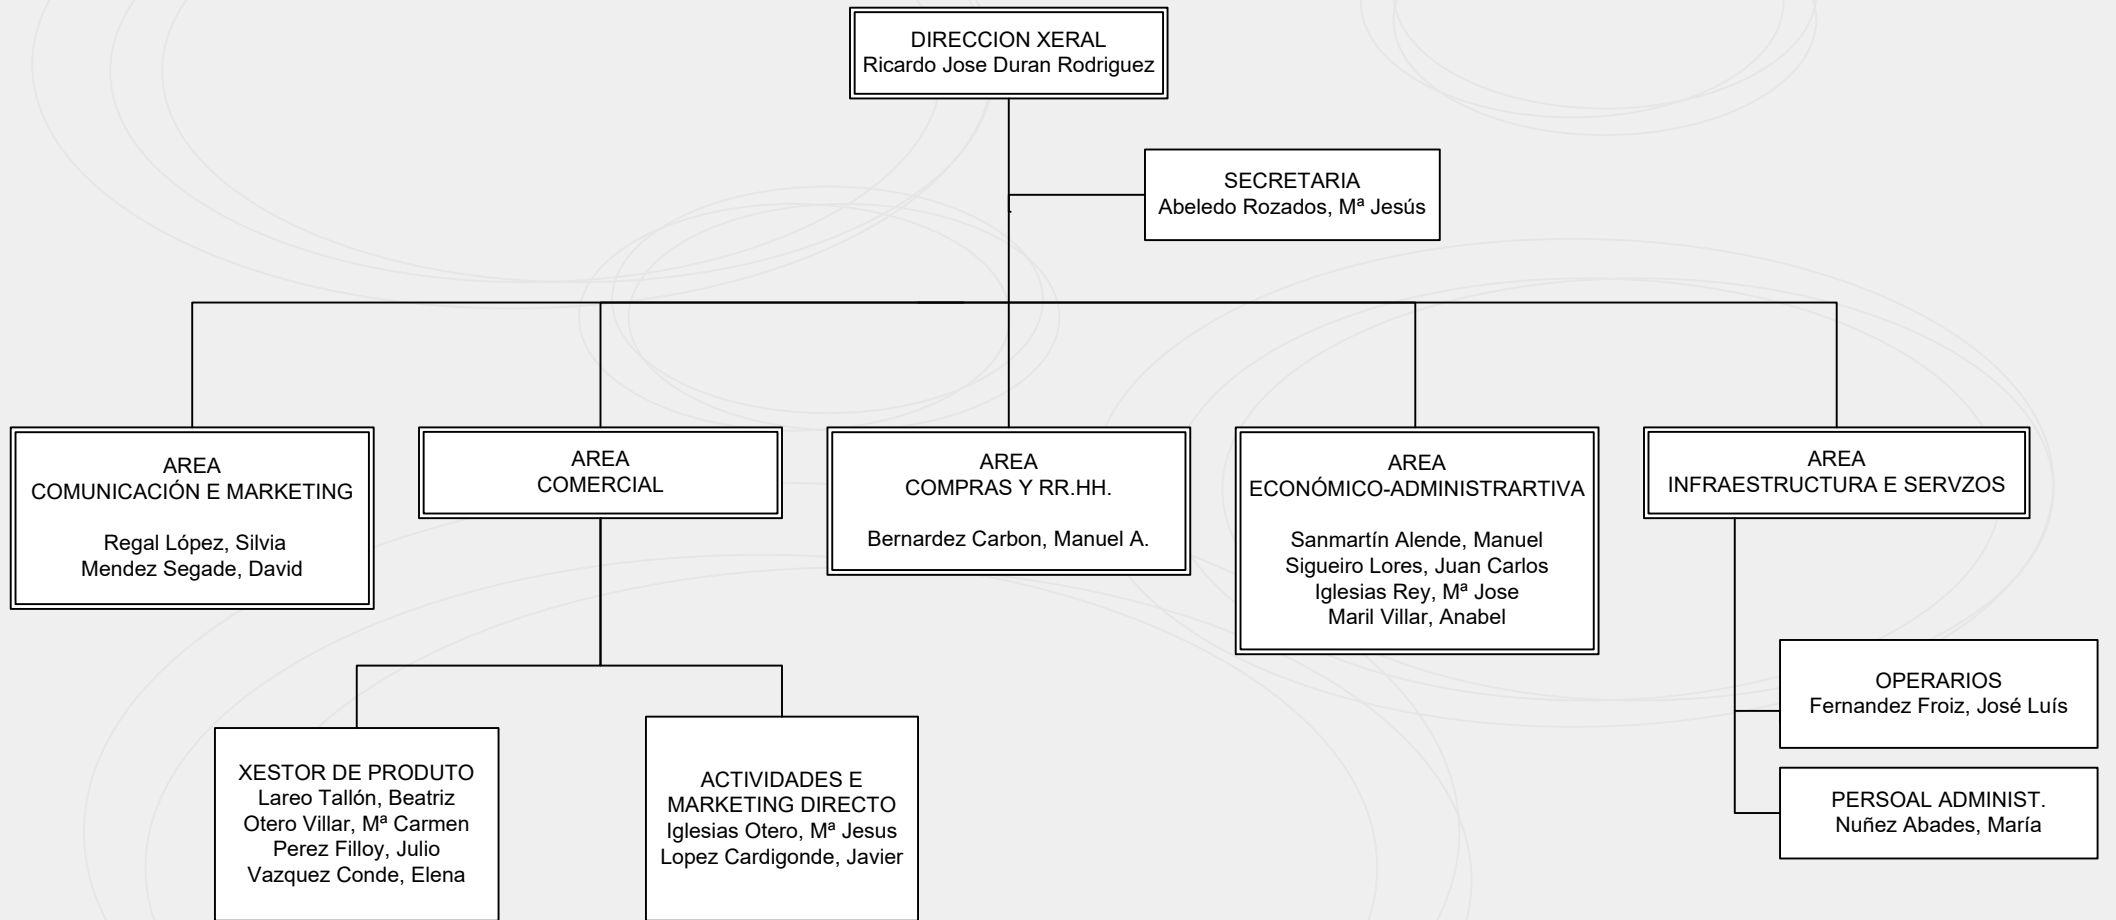 DIRECCION XERAL
Ricardo Jose Duran Rodriguez
SECRETARIA
Abeledo Rozados, Mª Jesús
AREA
COMUNICACIÓN E MARKETING
Regal López, Silvia
Mendez Segade, David
AREA
COMERCIAL
AREA
COMPRAS Y RR.HH.
Bernardez Carbon, Manuel A.
AREA
ECONÓMICO-ADMINISTRARTIVA
Sanmartín Alende, Manuel
Sigueiro Lores, Juan Carlos
Iglesias Rey, Mª Jose
Maril Villar, Anabel
AREA
INFRAESTRUCTURA E SERVZOS
XESTOR DE PRODUTO
Lareo Tallón, Beatriz
Otero Villar, Mª Carmen
Perez Filloy, Julio
Vazquez Conde, Elena
ACTIVIDADES E
MARKETING DIRECTO
Iglesias Otero, Mª Jesus
Lopez Cardigonde, Javier
OPERARIOS
Fernandez Froiz, José Luís
PERSOAL ADMINIST.
Nuñez Abades, María